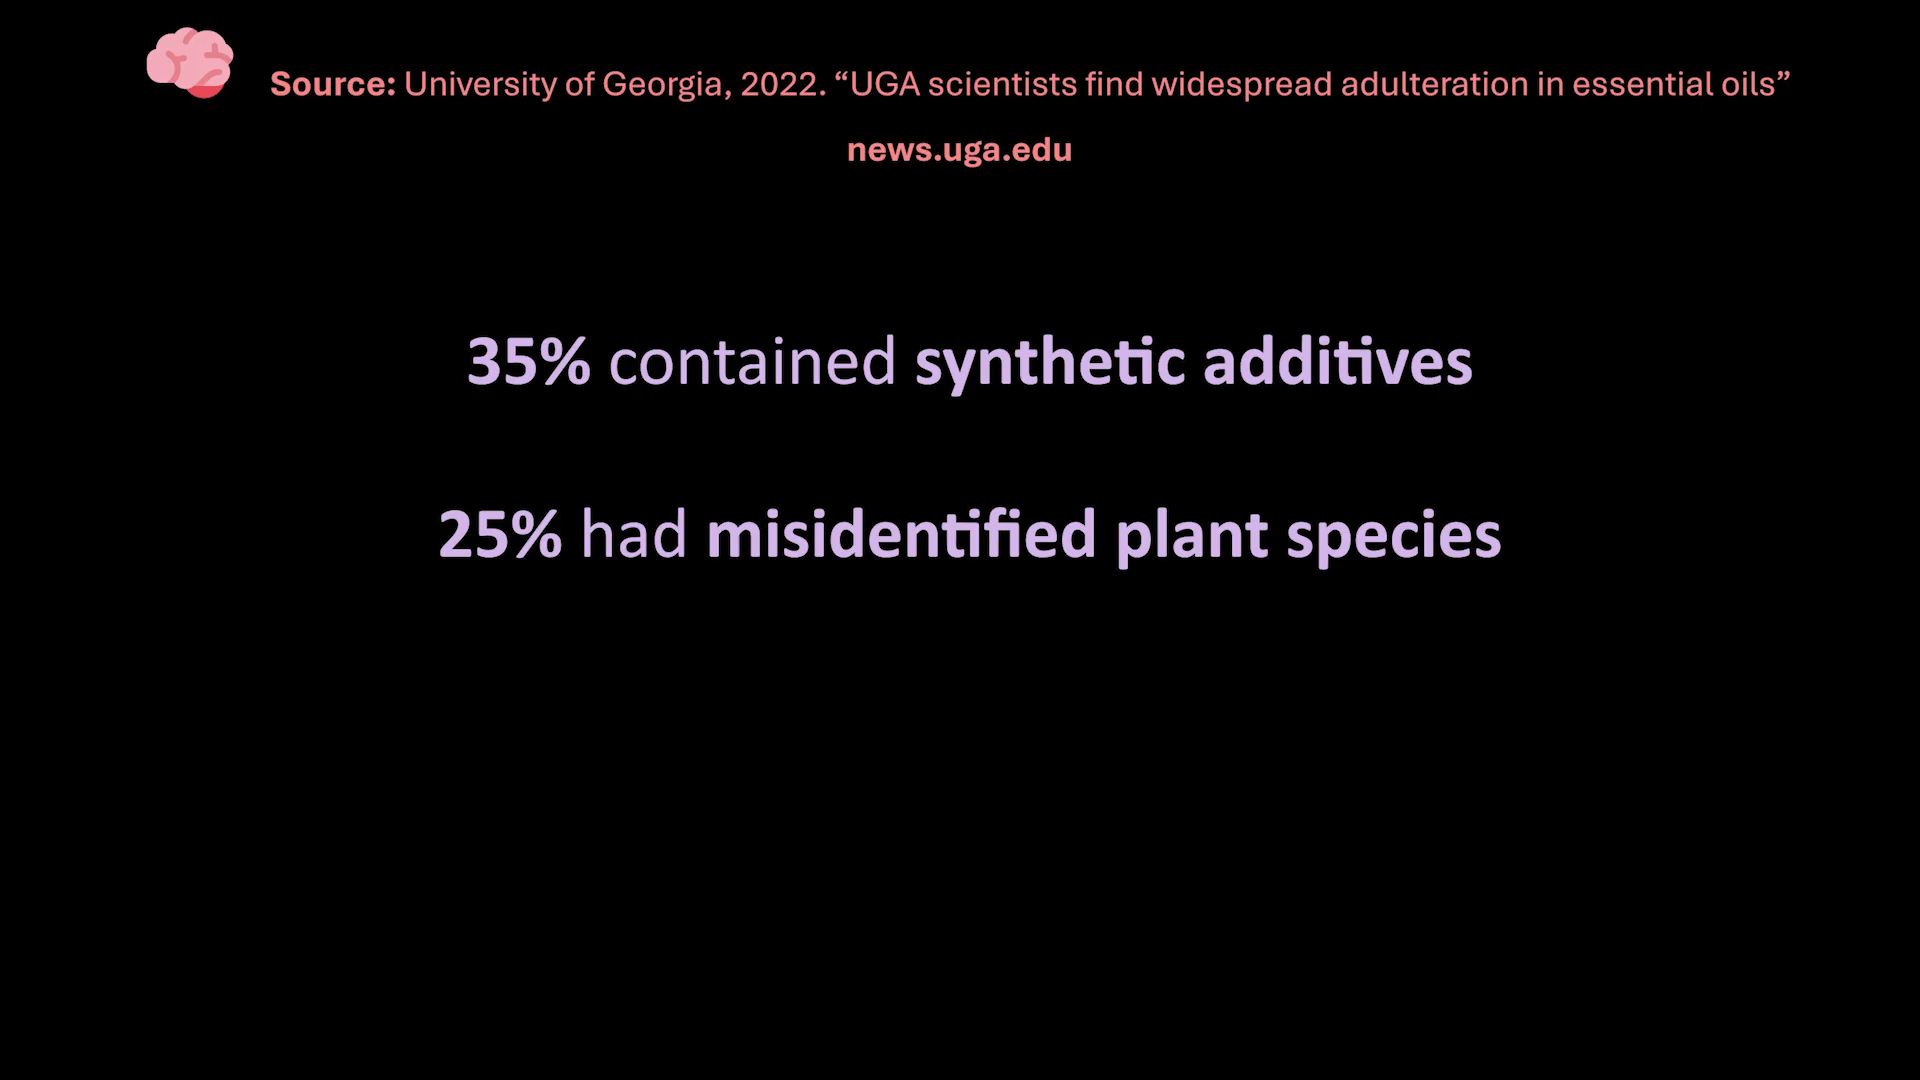 Source: University of Georgia, 2022. “UGA scientists find widespread adulteration in essential oils”
news.uga.edu
35% contained synthetic additives
25% had misidentified plant species